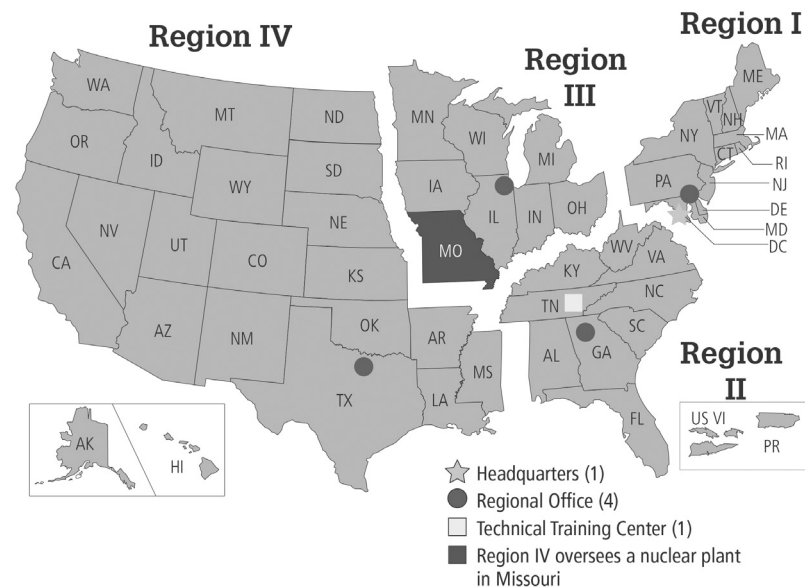 Region IV
Region I
Region
III
WA
MT
ND
MN
ME
VT
NH
OR
ID
WI
NY
MA
SD
MI
CT
RI
WY
IA
PA
NJ
NE
OH
DE
NV
IL
IN
MD
UT
WV
DC
CA
CO
MO
KY
VA
KS
NC
TN
AZ
NM
OK
AR
SC
MS
AL
GA
Region
II
TX
LA
FL
US VI
PR
AK
HI
Headquarters (1)
Regional Office (4)
Technical Training Center (1)
Region IV oversees a nuclear plant
in Missouri